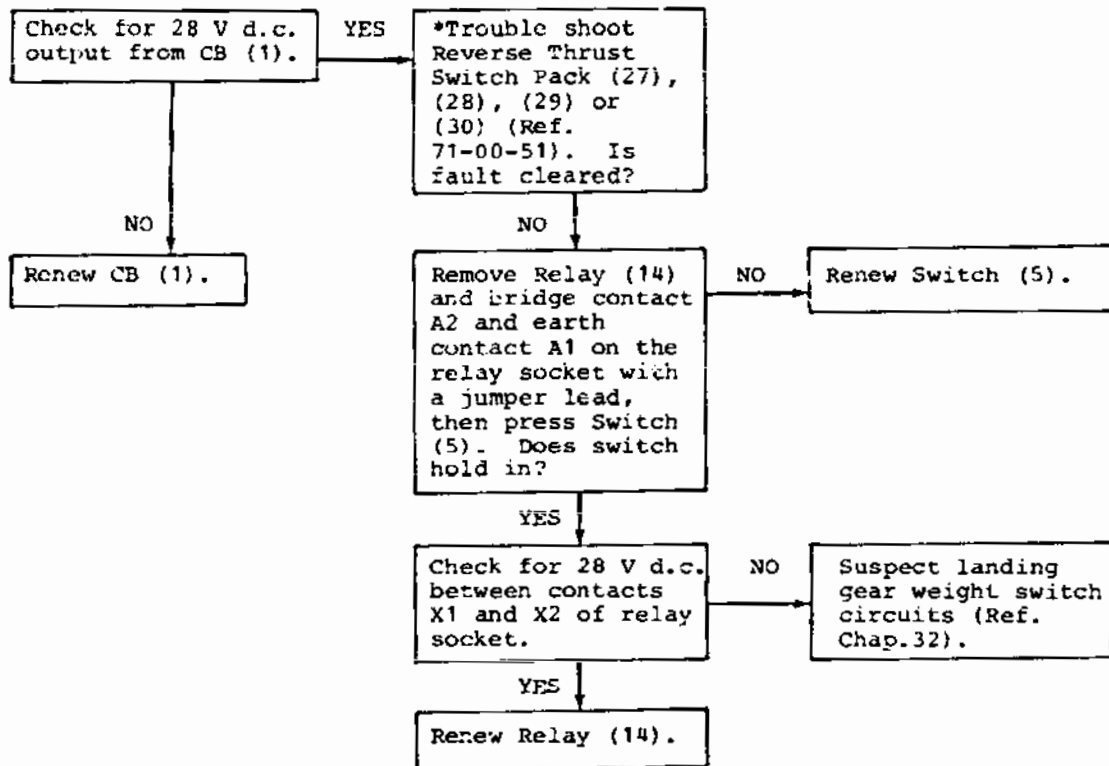 Check for 28 V d.c.
output from CB (1).
YES
*Trouble shoot
Reverse Thrust
Switch Pack (27),
(28), (29) or
(30) (Ref.
71-00-51). Is
fault cleared?
NO
Renew CB (1).
NO
Remove Relay (14)
and bridge contact
A2 and earth
contact A1 on the
relay socket with
a jumper lead,
then press Switch
(5). Does switch
hold in?
NO
Renew Switch (5).
YES
Check for 28 V d.c.
between contacts
X1 and X2 of relay
socket.
NO
Suspect landing
gear weight switch
circuits (Ref.
Chap.32).
YES
Renew Relay (14).